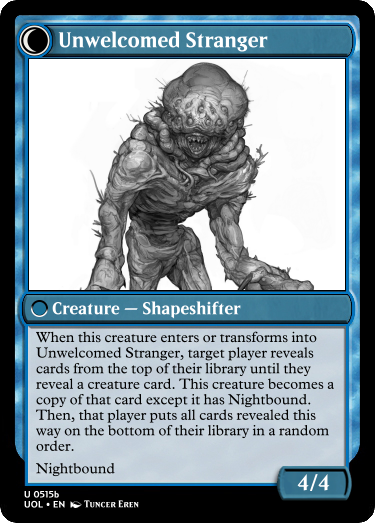 Unwelcomed Stranger
Creature — Shapeshifter
When this creature enters or transforms into
Unwelcomed Stranger, target player reveals
cards from the top of their library until they
reveal a creature card. This creature becomes a
copy of that card except it has Nightbound.
Then, that player puts all cards revealed this
way on the bottom of their library in a random
order.
Nightbound
4/4
U 0515b
UOL • EN Tuncer Eren